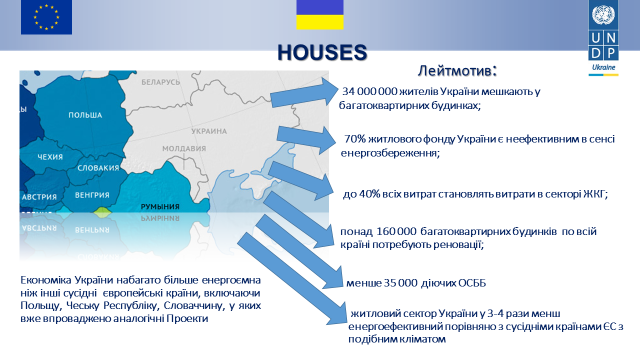 U N
D P
Ukraine
HOUSES
Лейтмотив:
БЕЛАРУСЬ
ПОЛЬША
УКРАИНА
МОЛДАВИЯ
ЧЕХИЯ
СЛОВАКИЯ
АВСТРИЯ
ВЕНГРИЯ
РУМЫНИЯ
34 000 000 жителів України мешкають у
багатоквартирних будинках;
70% житлового фонду України є неефективним в сенсі
енергозбереження;
до 40% всіх витрат становлять витрати в секторі ЖКГ;
понад 160 000 багатоквартирних будинків по всій
країні потребують реновації;
менше 35 000 діючих ОСББ
житловий сектор України у 3-4 рази менш
енергоефективний порівняно з сусідніми країнами ЄС з
подібним кліматом
Економіка України набагато більше енергоємна
ніж інші сусідні європейські країни, включаючи
Польщу, Чеську Республіку, Словаччину, у яких
вже впроваджено аналогічні Проекти